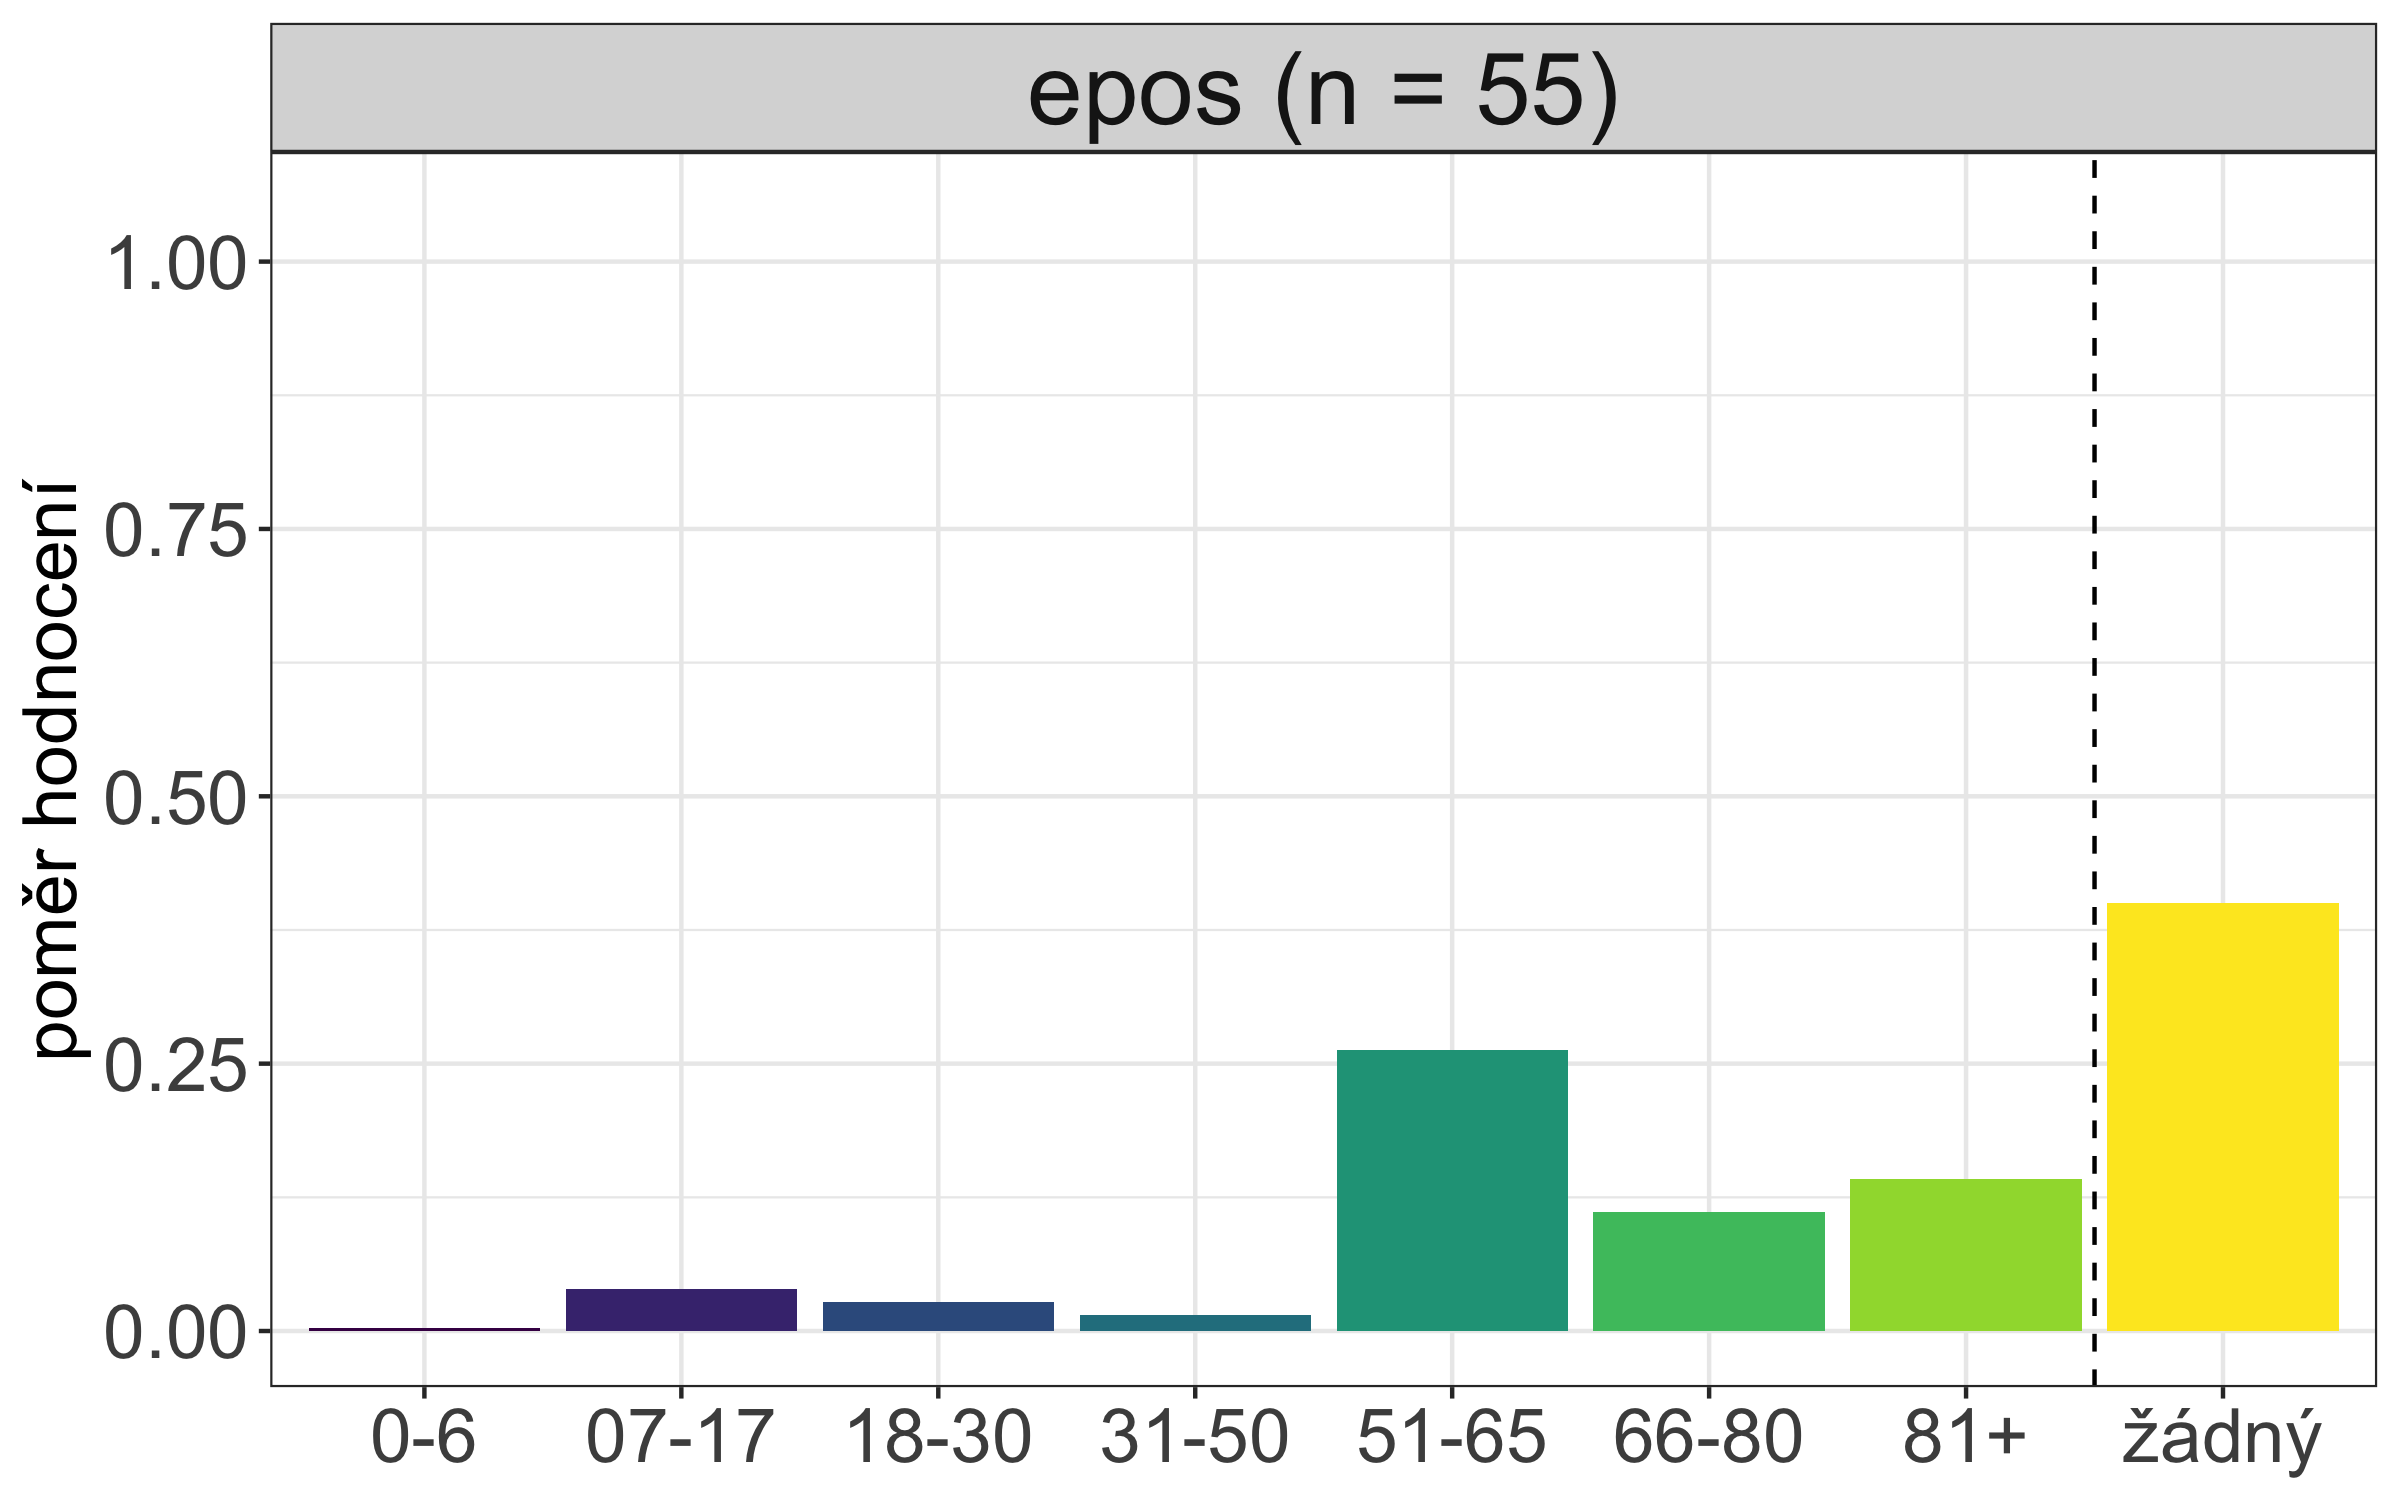 epos (n = 55)
poměr hodnocení
1.00
0.75
0.50
0.25
0.00
0-6 07-17 18-30 31-50 51-65 66-80 81+ žádný